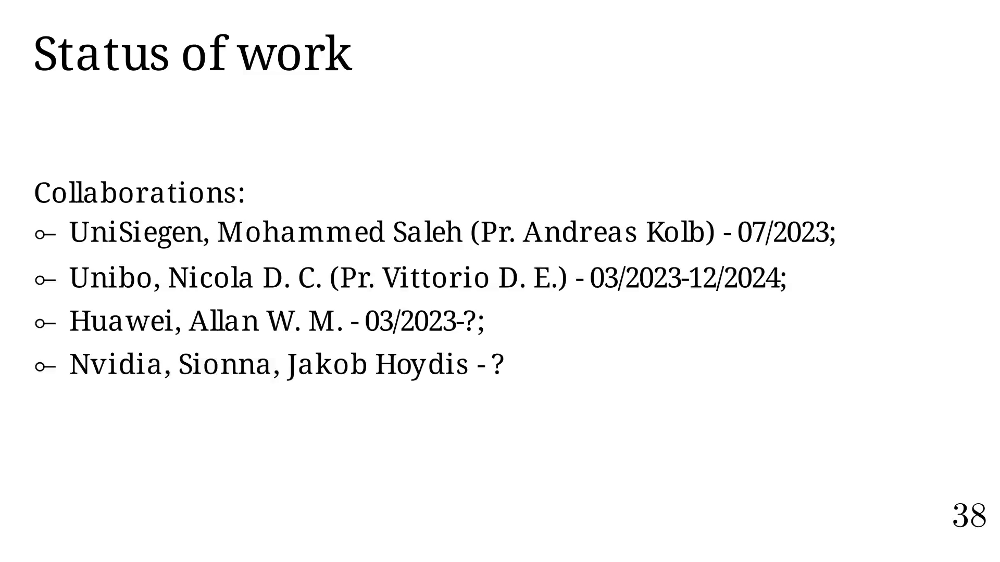 Status of work
Collaborations:
⟜ UniSiegen, Mohammed Saleh (Pr. Andreas Kolb) - 07/2023;
⟜ Unibo, Nicola D. C. (Pr. Vittorio D. E.) - 03/2023-12/2024;
⟜ Huawei, Allan W. M. - 03/2023-?;
⟜ Nvidia, Sionna, Jakob Hoydis - ?
38